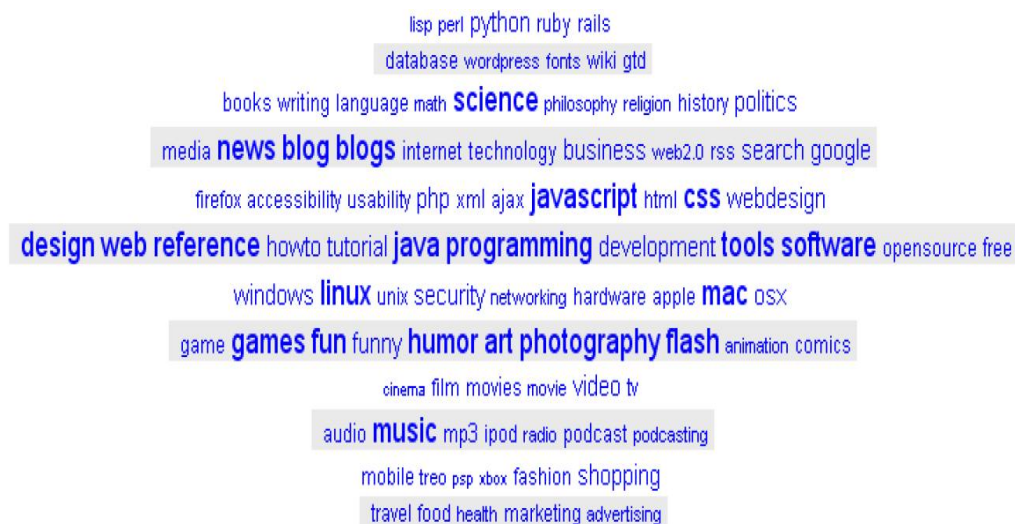 lisp perl python ruby rails
database wordpress fonts wiki gtd
books writing language math science philosophy religion history politics
media news blog blogs internet technology business web2.0 rss search google
firefox accessibility usability php xml ajax javascript html css webdesign
design web reference howto tutorial java programming development tools software opensource free
windows linux unix security networking hardware apple mac osx
game games fun funny humor art photography flash animation comics
cinema film movies movie video tv
audio music mp3 ipod radio podcast podcasting
mobile treo psp xbox fashion shopping
travel food health marketing advertising